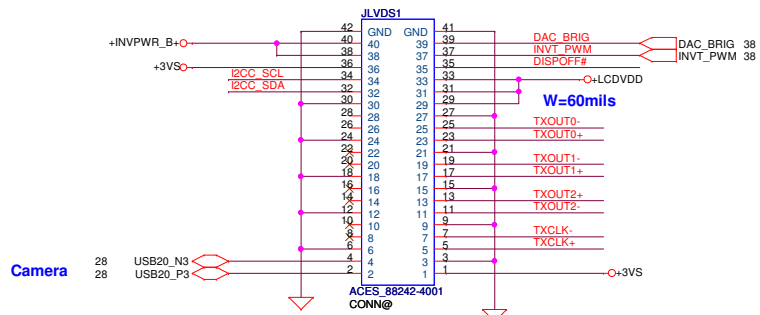 JLVDS1
42 GND GND 41
+INVPWR_B+ 40 40 39 39 DAC_BRIG DAC_BRIG 38
38 38 37 37 INVT_PWM INVT_PWM 38
+3VS 36 36 35 35 DISPOFF#
I2CC_SCL 34 34 33 33 +LCDVDD
I2CC_SDA 32 32 31 31
30 30 29 29 W=60mils
28 28 27 27
26 26 25 25 TXOUT0-
24 24 23 23 TXOUT0+
22 22 21 21
20 20 19 19 TXOUT1-
18 18 17 17 TXOUT1+
16 16 15 15
14 14 13 13 TXOUT2+
12 12 11 11 TXOUT2-
10 10 9 9
8 8 7 7 TXCLK-
6 6 5 5 TXCLK+
28 USB20_N3 4 4 3 3
Camera 28 USB20_P3 2 2 1 1 +3VS
ACES_88242-4001
CONN@